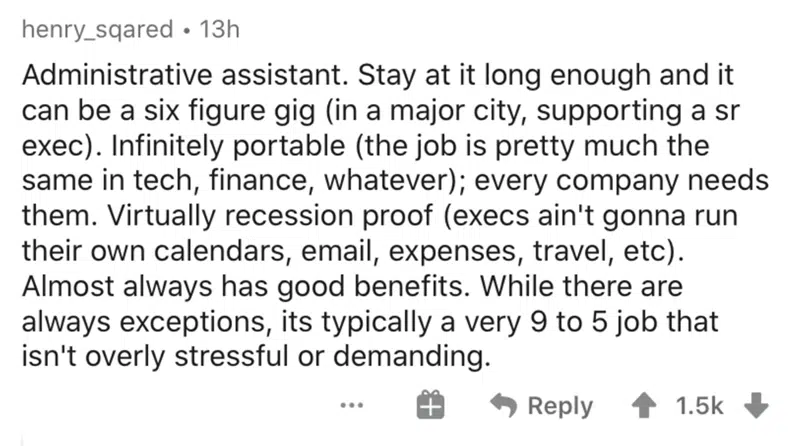 henry_sqared • 13h
Administrative assistant. Stay at it long enough and it
can be a six figure gig (in a major city, supporting a sr
exec). Infinitely portable (the job is pretty much the
same in tech, finance, whatever); every company needs
them. Virtually recession proof (execs ain't gonna run
their own calendars, email, expenses, travel, etc).
Almost always has good benefits. While there are
always exceptions, its typically a very 9 to 5 job that
isn't overly stressful or demanding.
... Reply 1.5k